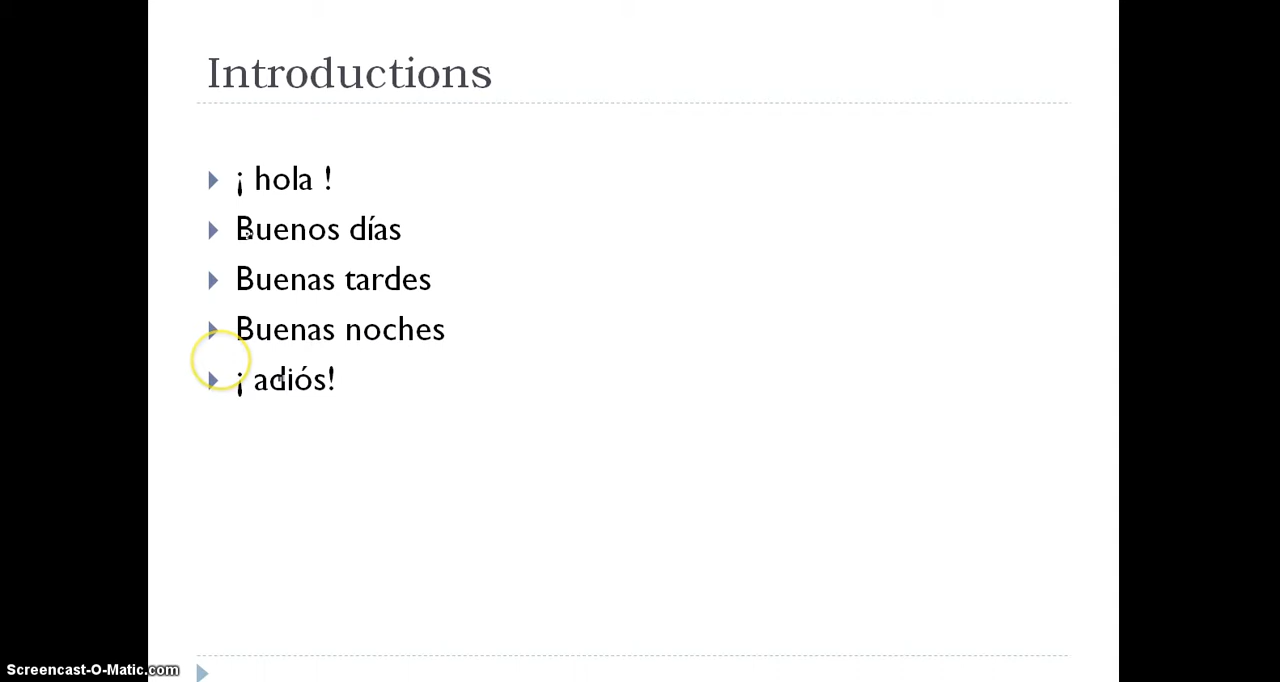 Introductions
¡ hola !
Buenos días
Buenas tardes
Buenas noches
¡ adiós!
Screencast-O-Matic.com